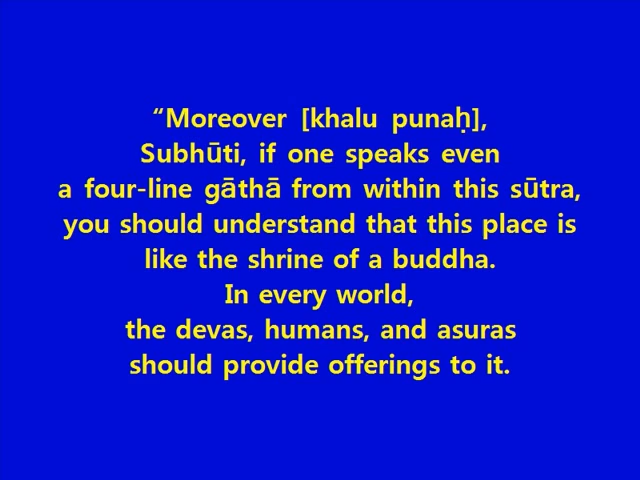 “Moreover [khalu punaḥ],
Subhūti, if one speaks even
a four-line gāthā from within this sūtra,
you should understand that this place is
like the shrine of a buddha.
In every world,
the devas, humans, and asuras
should provide offerings to it.